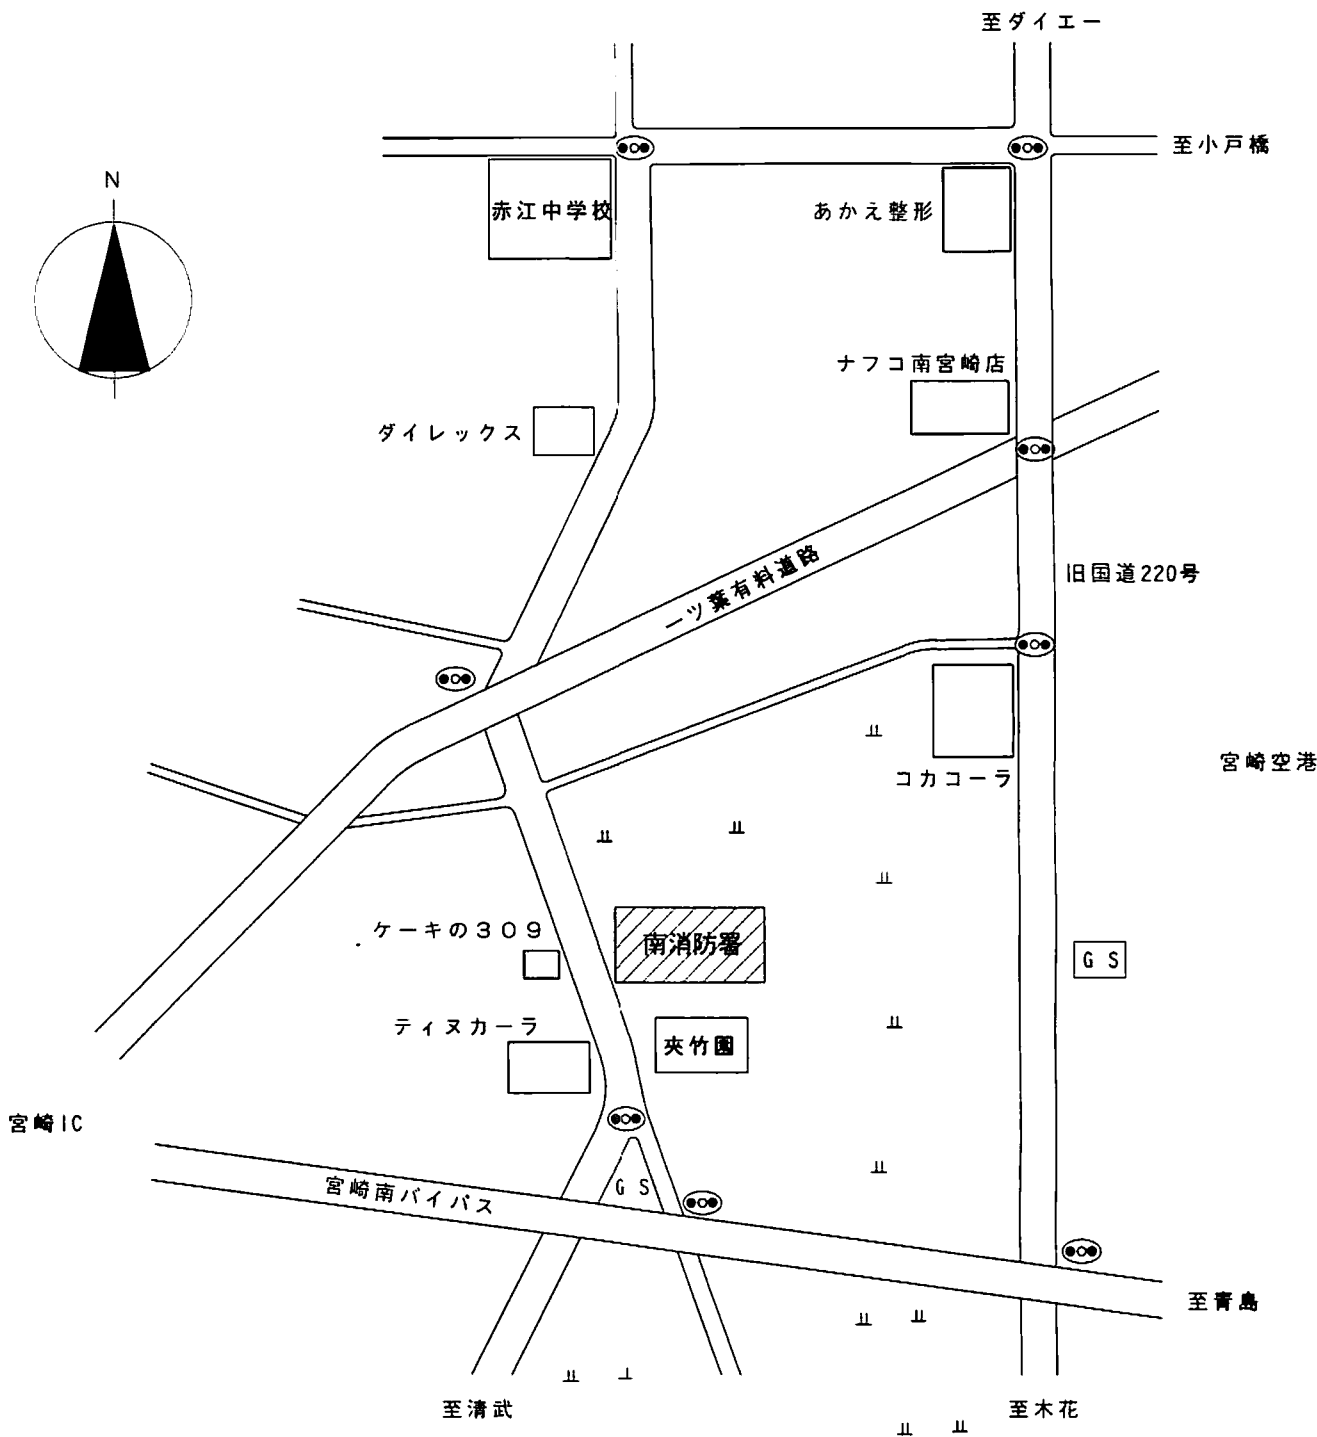 至ダイエー
至小戸橋
N
赤江中学校
あかえ整形
ナフコ南宮崎店
ダイレックス
一ツ葉有料道路
旧国道220号
宮崎空港
コカコーラ
ケーキの309
南消防署
GS
ティヌカーラ
夾竹園
宮崎IC
宮崎南バイパス
GS
至青島
至清武
至木花